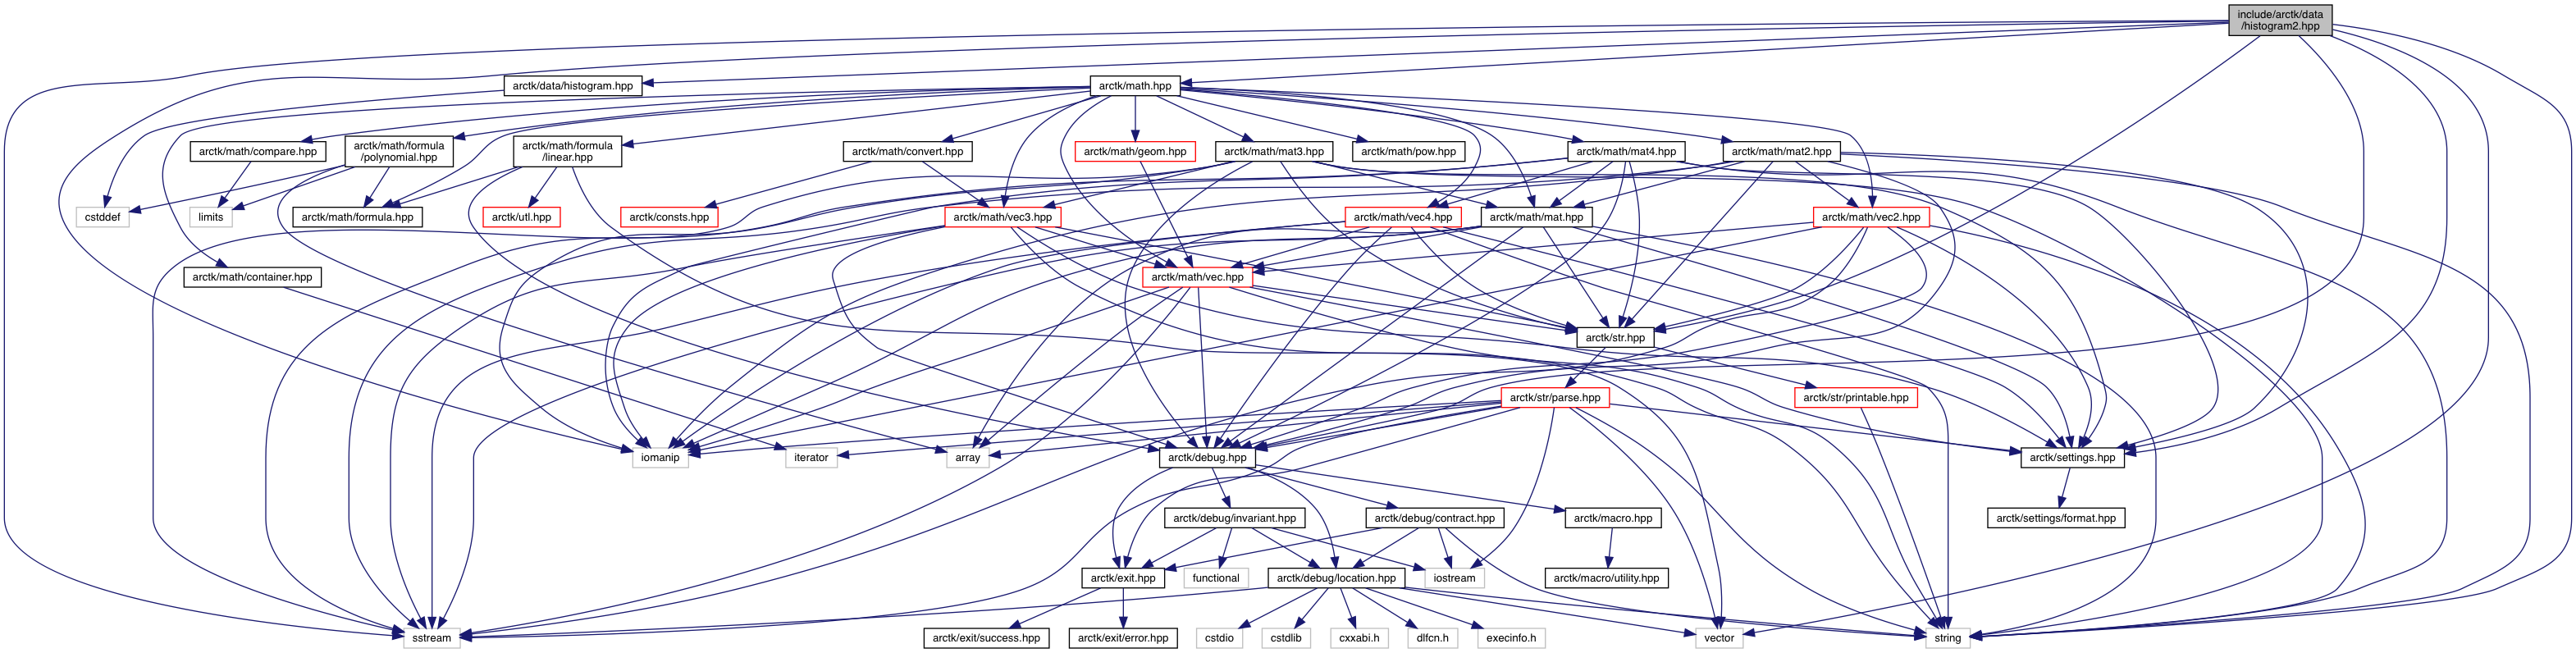 include/arctk/data
/histogram2.hpp
arctk/data/histogram.hpp
arctk/math.hpp
arctk/math/compare.hpp
arctk/math/formula
/polynomial.hpp
arctk/math/formula
/linear.hpp
arctk/math/convert.hpp
arctk/math/geom.hpp
arctk/math/mat3.hpp
arctk/math/pow.hpp
arctk/math/mat4.hpp
arctk/math/mat2.hpp
cstddef
limits
arctk/math/formula.hpp
arctk/utl.hpp
arctk/consts.hpp
arctk/math/vec3.hpp
arctk/math/vec4.hpp
arctk/math/mat.hpp
arctk/math/vec2.hpp
arctk/math/container.hpp
arctk/math/vec.hpp
arctk/str.hpp
arctk/str/parse.hpp
arctk/str/printable.hpp
iomanip
iterator
array
arctk/debug.hpp
arctk/settings.hpp
arctk/debug/invariant.hpp
arctk/debug/contract.hpp
arctk/macro.hpp
arctk/settings/format.hpp
arctk/exit.hpp
functional
arctk/debug/location.hpp
iostream
arctk/macro/utility.hpp
sstream
arctk/exit/success.hpp
arctk/exit/error.hpp
cstdio
cstdlib
cxxabi.h
dlfcn.h
execinfo.h
vector
string